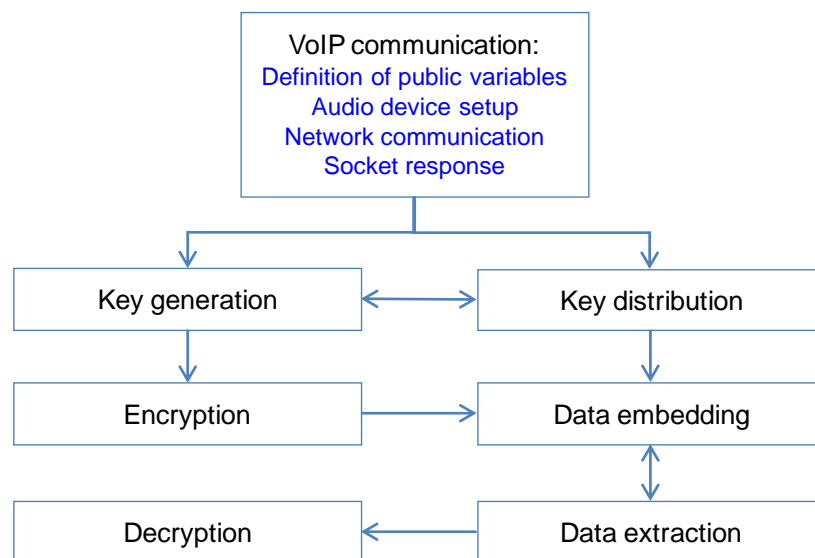 VoIP communication:
Definition of public variables
Audio device setup
Network communication
Socket response
Key generation
Key distribution
Encryption
Data embedding
Decryption
Data extraction